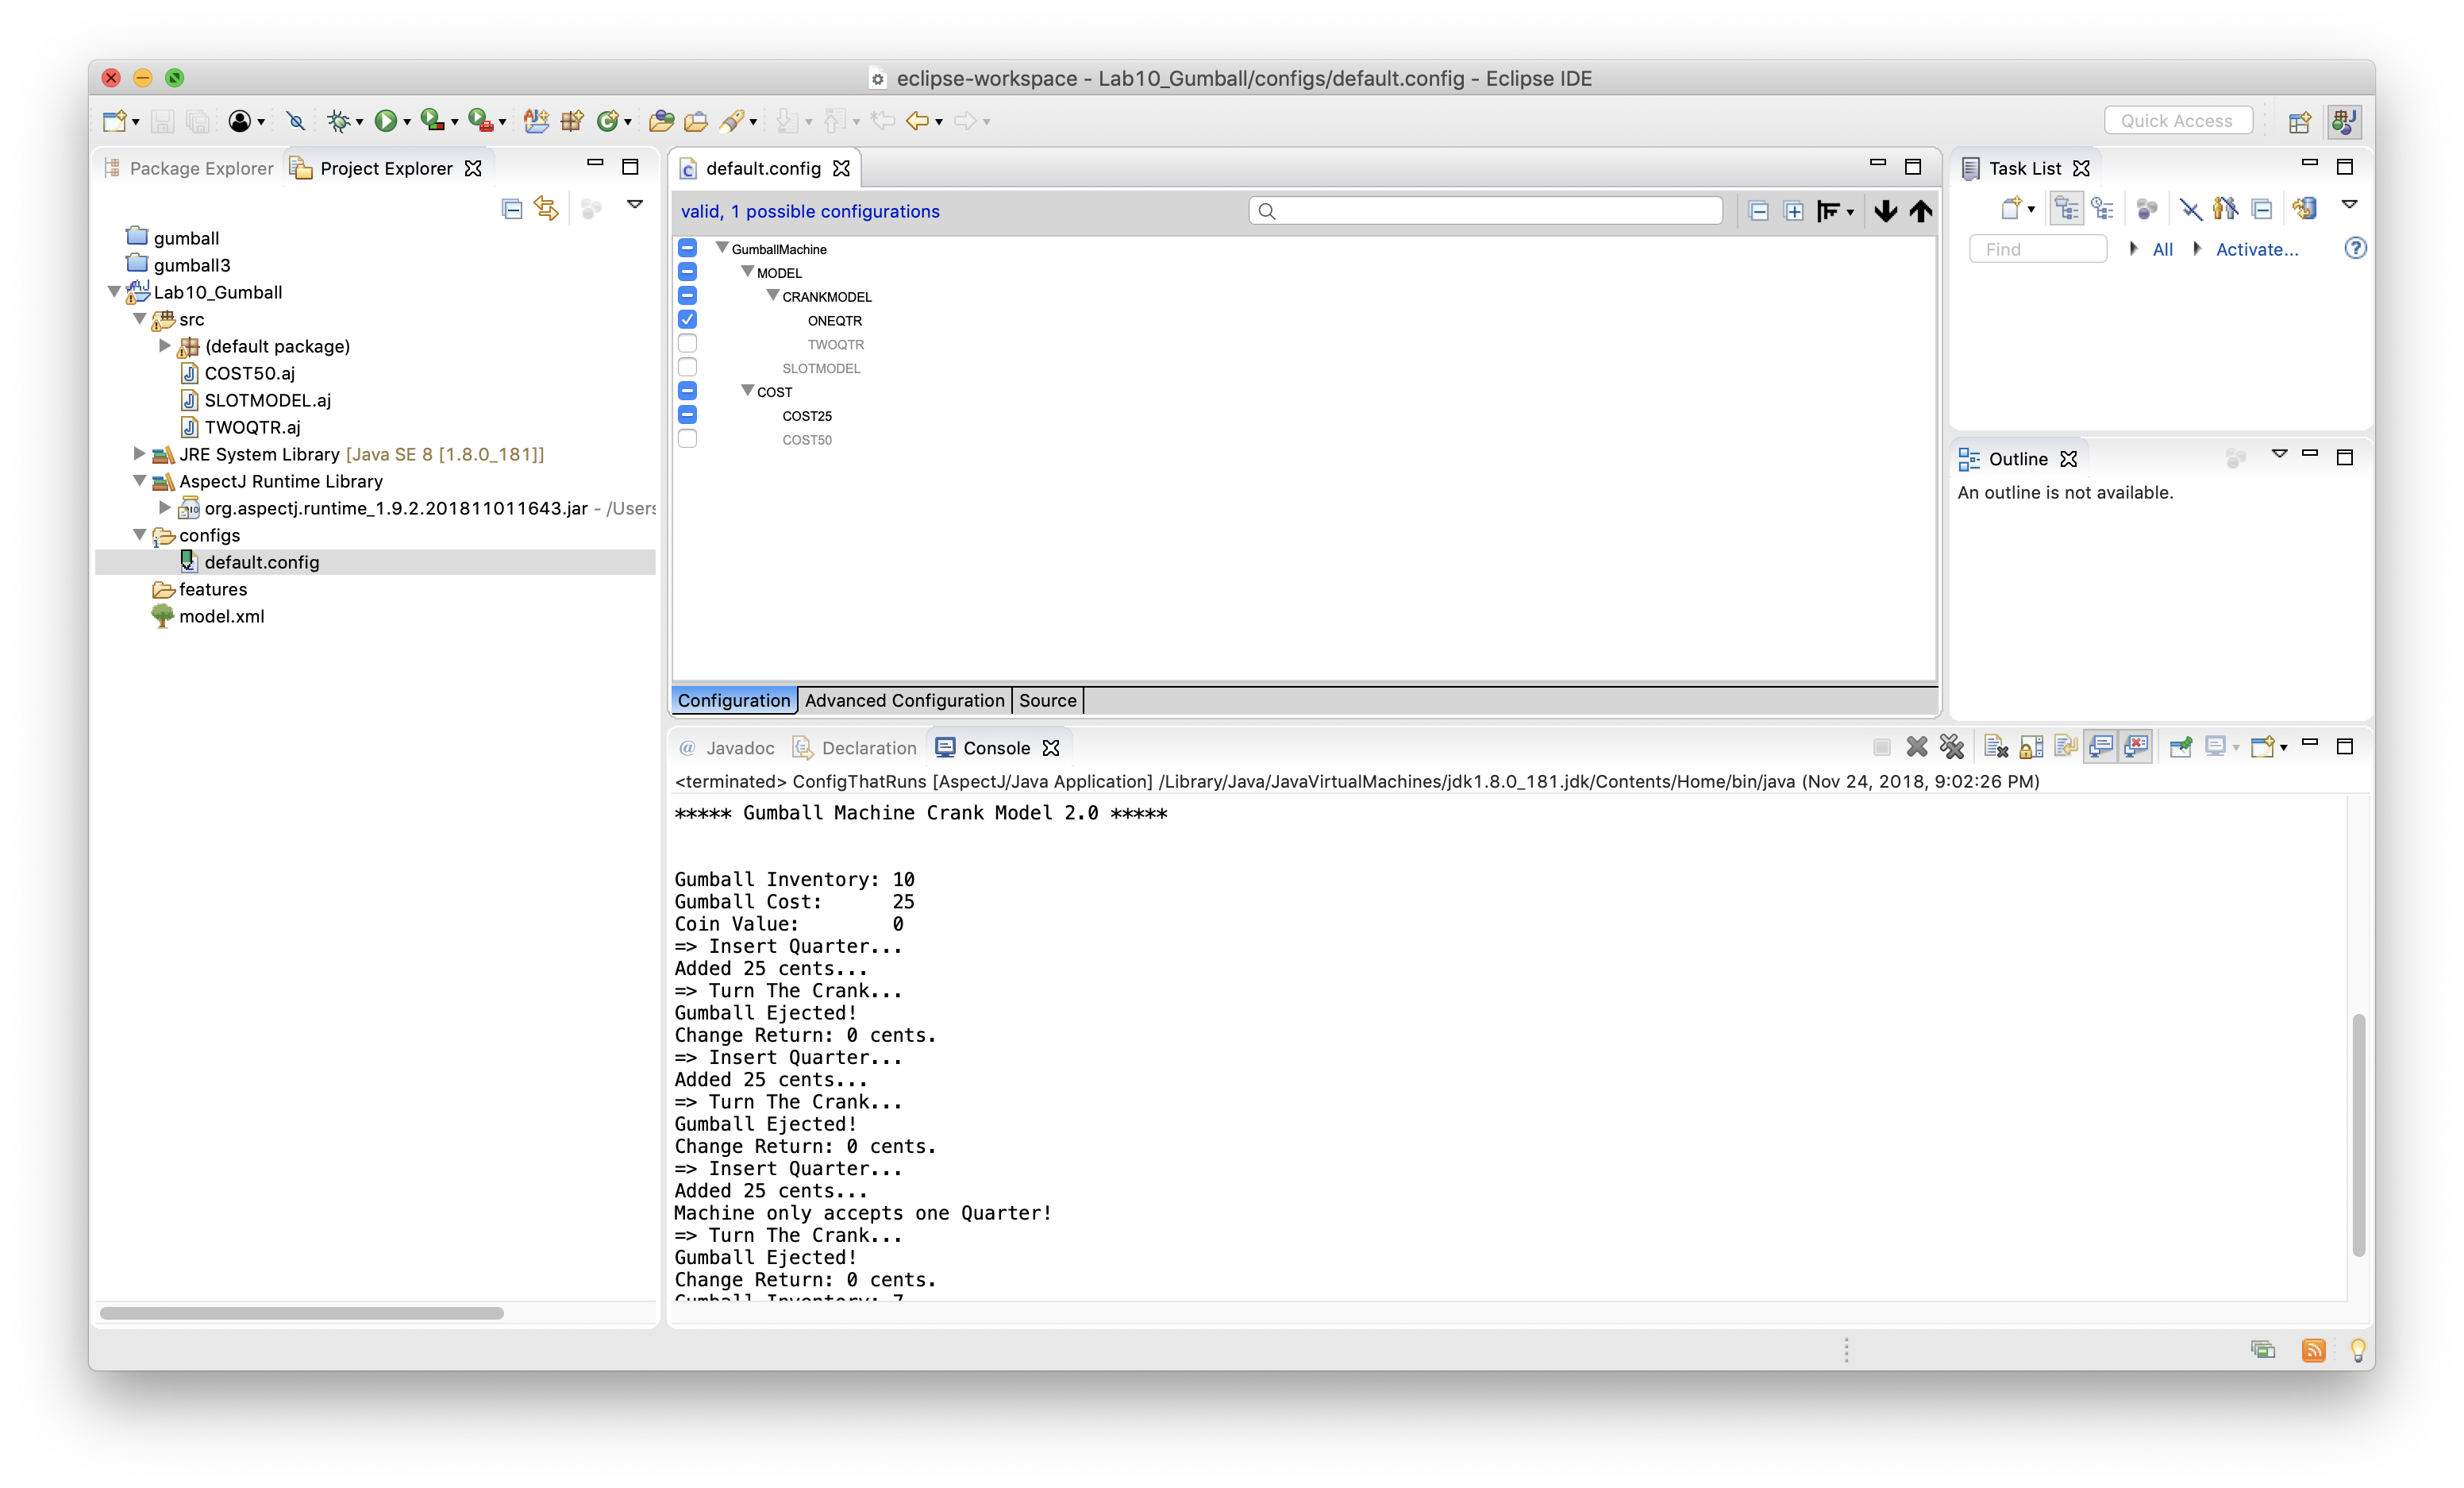 eclipse-workspace - Lab10_Gumball/configs/default.config - Eclipse IDE
Quick Access
Package Explorer
Project Explorer
gumball
gumball3
Lab10_Gumball
src
(default package)
COST50.aj
SLOTMODEL.aj
TWOQTR.aj
JRE System Library [Java SE 8 [1.8.0_181]]
AspectJ Runtime Library
org.aspectj.runtime_1.9.2.201811011643.jar - /Users
configs
default.config
features
model.xml
default.config
valid, 1 possible configurations
GumballMachine
MODEL
CRANKMODEL
ONEQTR
TWOQTR
SLOTMODEL
COST
COST25
COST50
Configuration
Advanced Configuration
Source
Task List
Find
All
Activate...
Outline
An outline is not available.
@ Javadoc
Declaration
Console
<terminated> ConfigThatRuns [AspectJ/Java Application] /Library/Java/JavaVirtualMachines/jdk1.8.0_181.jdk/Contents/Home/bin/java (Nov 24, 2018, 9:02:26 PM)
***** Gumball Machine Crank Model 2.0 *****
Gumball Inventory: 10
Gumball Cost: 25
Coin Value: 0
=> Insert Quarter...
Added 25 cents...
=> Turn The Crank...
Gumball Ejected!
Change Return: 0 cents.
=> Insert Quarter...
Added 25 cents...
=> Turn The Crank...
Gumball Ejected!
Change Return: 0 cents.
=> Insert Quarter...
Added 25 cents...
Machine only accepts one Quarter!
=> Turn The Crank...
Gumball Ejected!
Change Return: 0 cents.
Gumball Inventory: 7